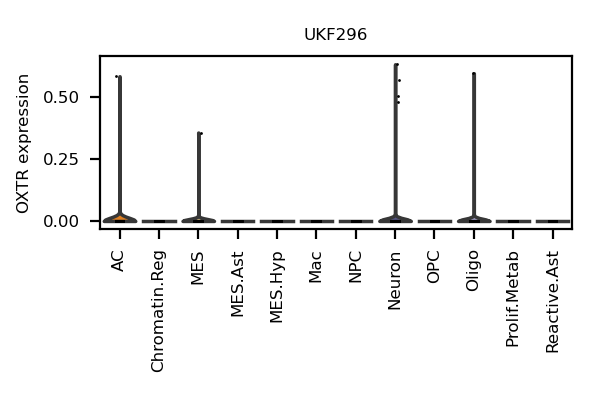 UKF296
OXTR expression
0.50
0.25
0.00
AC
Chromatin.Reg
MES
MES.Ast
MES.Hyp
Mac
NPC
Neuron
OPC
Oligo
Prolif.Metab
Reactive.Ast